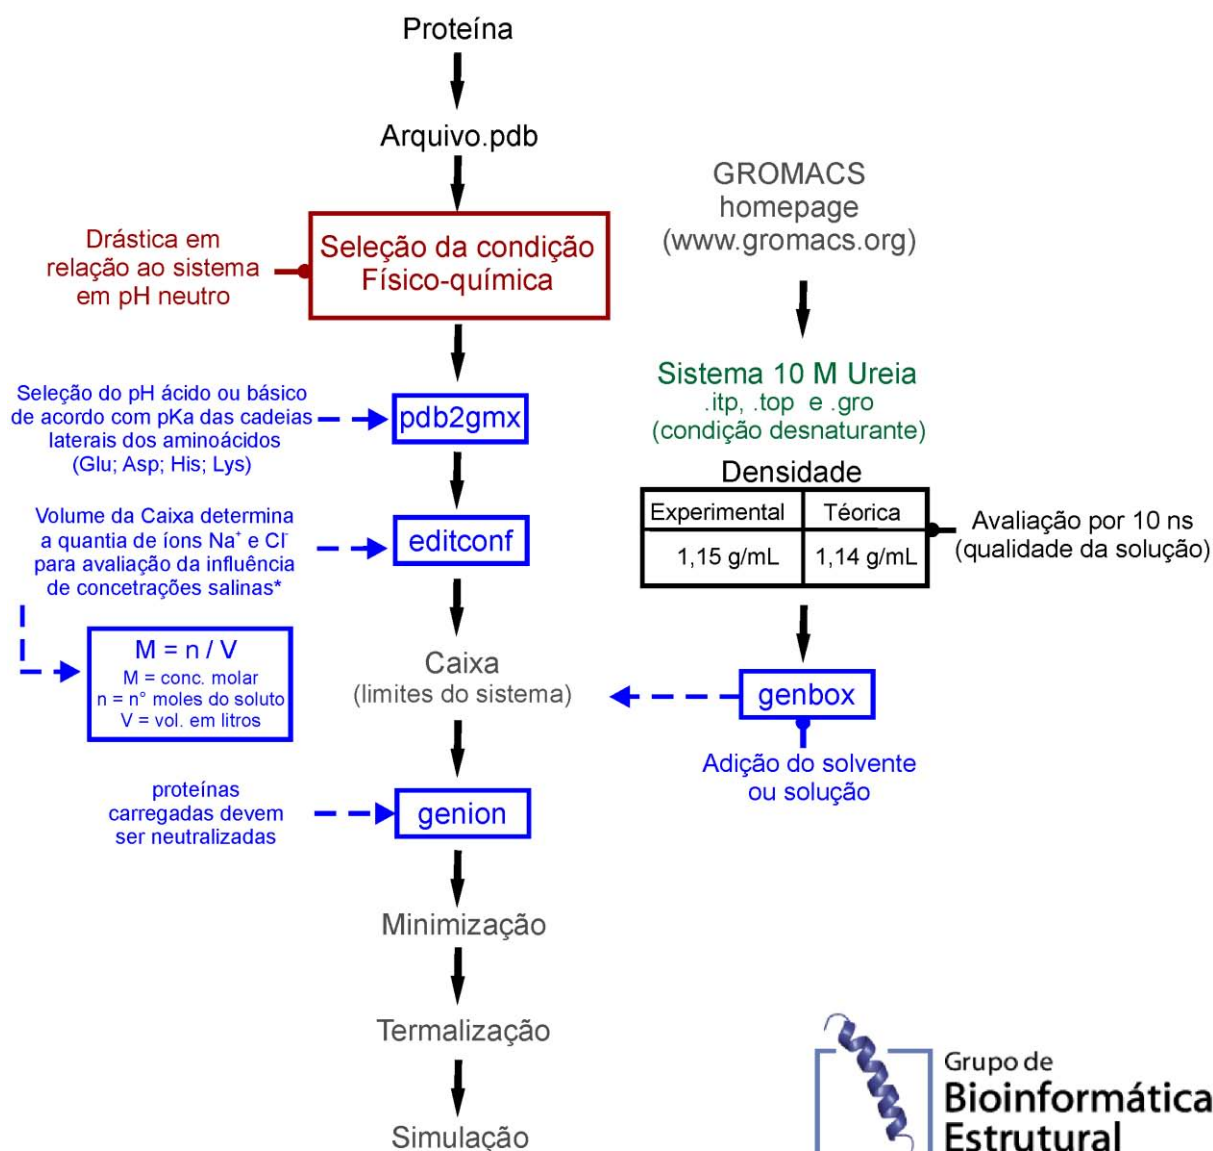 Proteína
Arquivo.pdb
Drástica em
relação ao sistema
em pH neutro
Seleção da condição
Físico-química
Seleção do pH ácido ou básico
de acordo com pKa das cadeias
laterais dos aminoácidos
(Glu; Asp; His; Lys)
pdb2gmx
Volume da Caixa determina
a quantia de íons Na⁺ e Cl⁻
para avaliação da influência
de concetrações salinas*
editconf
M = n / V
M = conc. molar
n = n° moles do soluto
V = vol. em litros
Caixa
(limites do sistema)
proteínas
carregadas devem
ser neutralizadas
genion
Minimização
Termalização
Simulação
GROMACS
homepage
(www.gromacs.org)
Sistema 10 M Ureia
.itp, .top e .gro
(condição desnaturante)
Densidade
Experimental Téorica
1,15 g/mL 1,14 g/mL
Avaliação por 10 ns
(qualidade da solução)
genbox
Adição do solvente
ou solução
Grupo de
Bioinformática
Estrutural